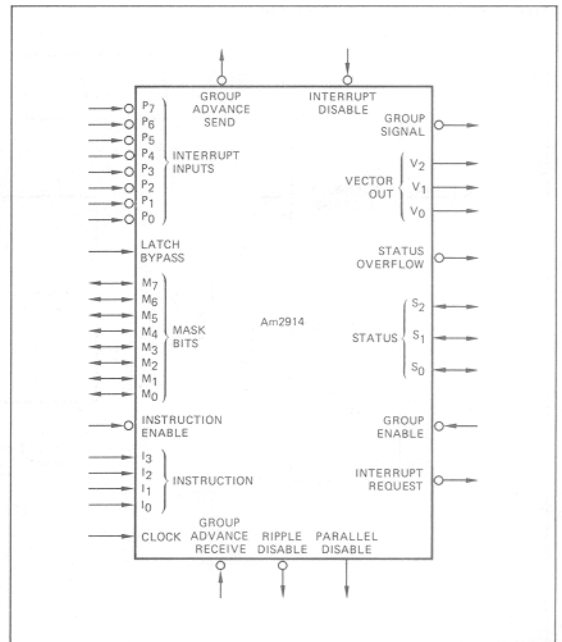 GROUP
ADVANCE
SEND
INTERRUPT
DISABLE
P7
P6
P5
P4
P3
P2
P1
P0
INTERRUPT
INPUTS
GROUP
SIGNAL
V2
V1
V0
VECTOR
OUT
LATCH
BYPASS
STATUS
OVERFLOW
M7
M6
M5
M4
M3
M2
M1
M0
MASK
BITS
Am2914
S2
S1
S0
STATUS
INSTRUCTION
ENABLE
GROUP
ENABLE
I3
I2
I1
I0
INSTRUCTION
INTERRUPT
REQUEST
CLOCK
GROUP
ADVANCE
RECEIVE
RIPPLE
DISABLE
PARALLEL
DISABLE